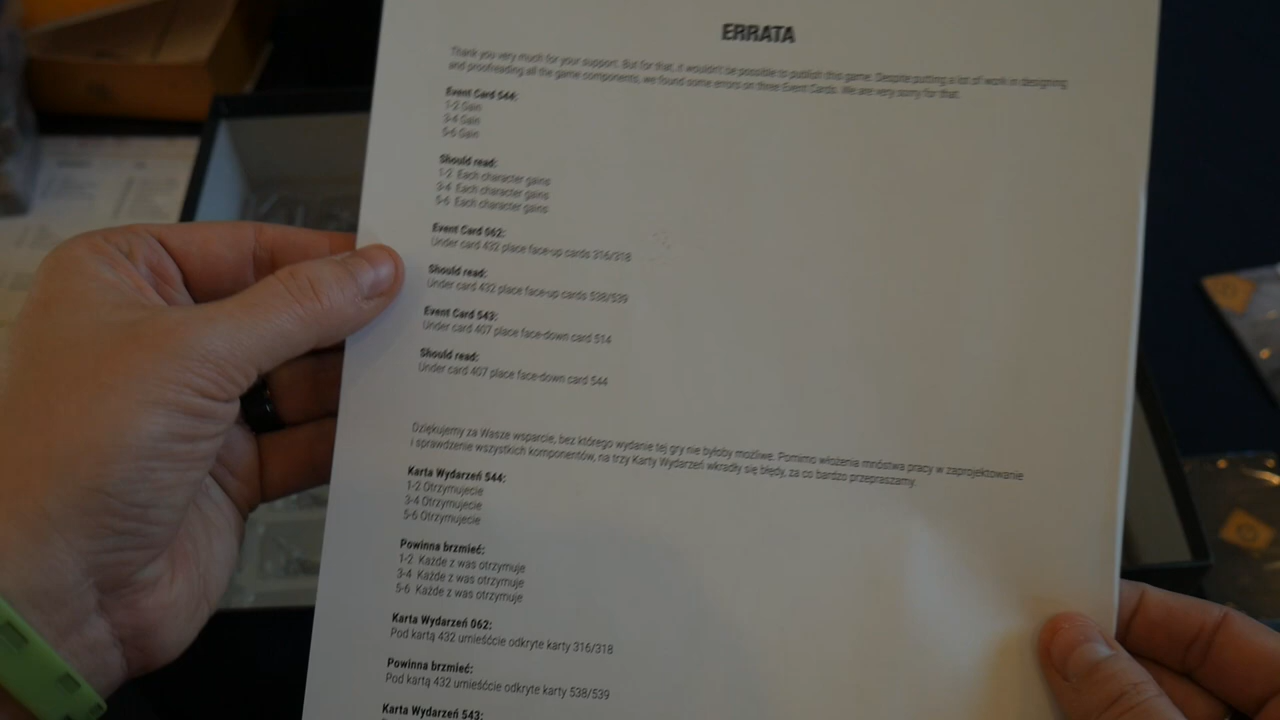 ERRATA
Thank you very much for your support. But for that, it wouldn't be possible to publish this game. Despite putting a lot of work in designing
and proofreading all the game components, we found some errors on three Event Cards. We are very sorry for that.
Event Card 544:
1-2 Gain
3-4 Gain
5-6 Gain
Should read:
1-2 Each character gains
3-4 Each character gains
5-6 Each character gains
Event Card 062:
Under card 432 place face-up cards 316/318
Should read:
Under card 432 place face-up cards 538/539
Event Card 543:
Under card 407 place face-down card 514
Should read:
Under card 407 place face-down card 544
Dziękujemy za Wasze wsparcie, bez którego wydanie tej gry nie byłoby możliwe. Pomimo włożenia mnóstwa pracy w zaprojektowanie
i sprawdzenie wszystkich komponentów, na trzy Karty Wydarzeń wkradły się błędy, za co bardzo przepraszamy.
Karta Wydarzeń 544:
1-2 Otrzymujecie
3-4 Otrzymujecie
5-6 Otrzymujecie
Powinna brzmieć:
1-2 Każde z was otrzymuje
3-4 Każde z was otrzymuje
5-6 Każde z was otrzymuje
Karta Wydarzeń 062:
Pod kartą 432 umieśćcie odkryte karty 316/318
Powinna brzmieć:
Pod kartą 432 umieśćcie odkryte karty 538/539
Karta Wydarzeń 543: